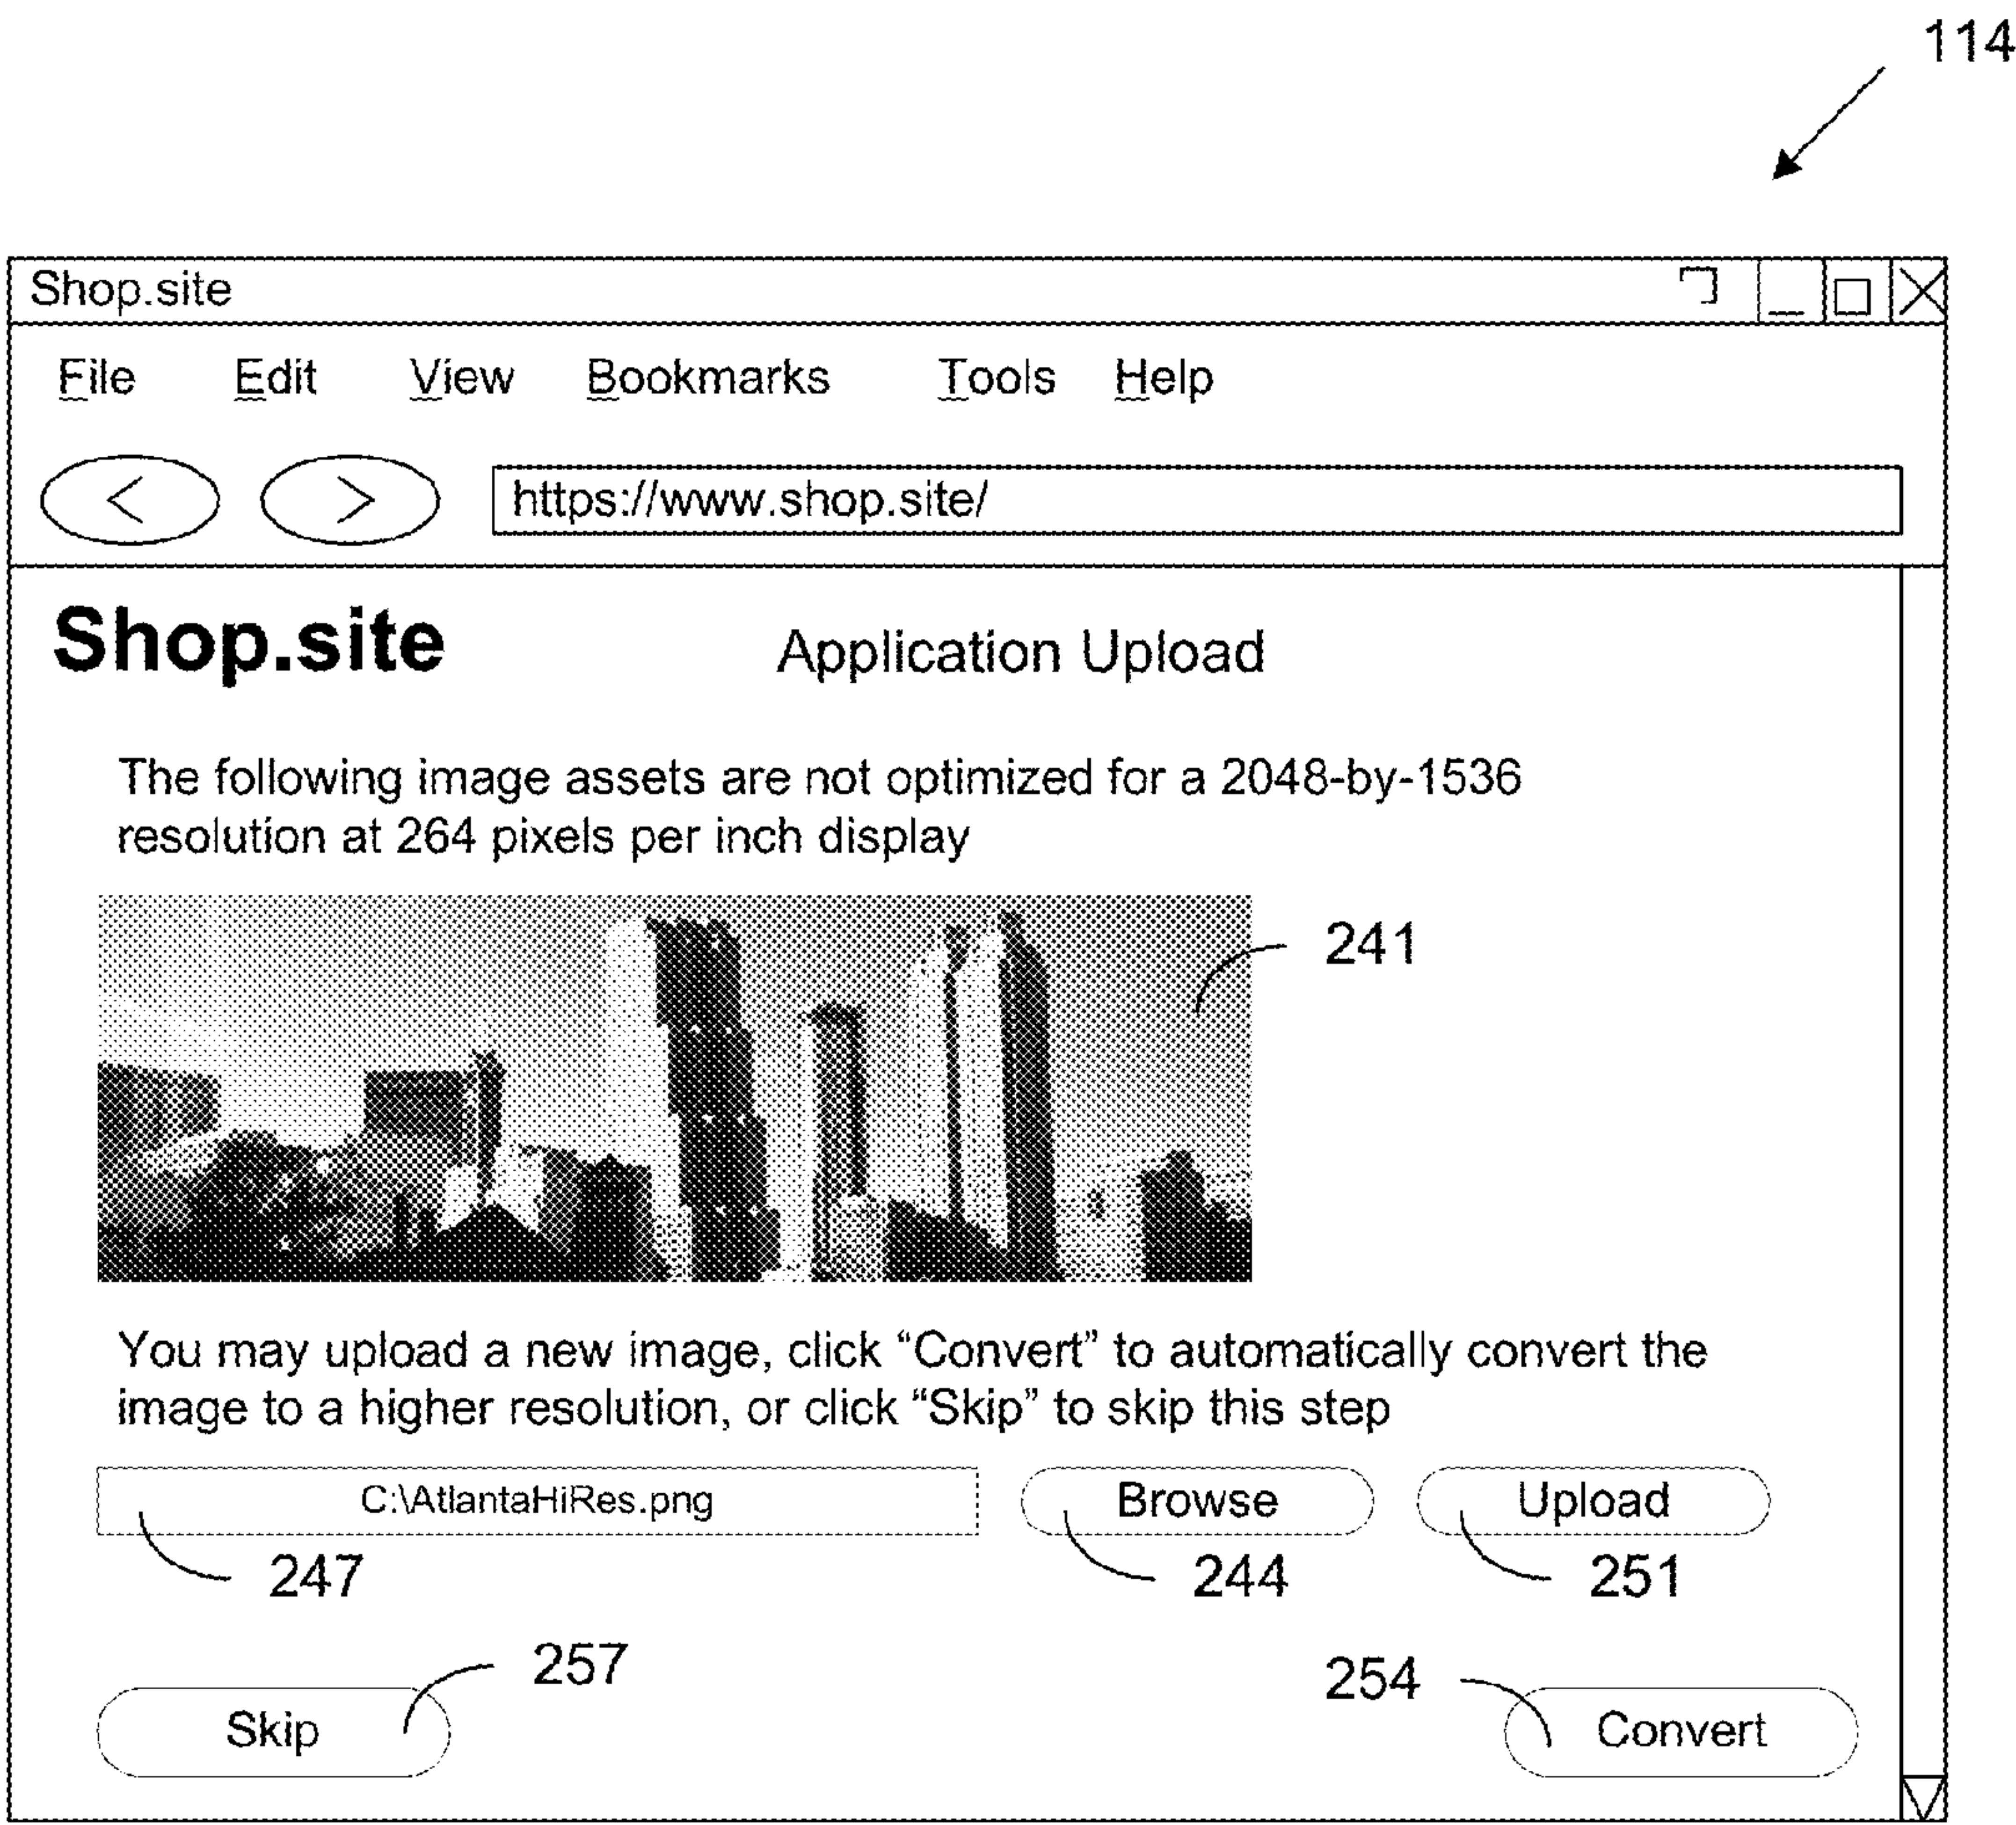 114
Shop.site
File Edit View Bookmarks Tools Help
< > https://www.shop.site/
Shop.site Application Upload
The following image assets are not optimized for a 2048-by-1536
resolution at 264 pixels per inch display
241
You may upload a new image, click “Convert” to automatically convert the
image to a higher resolution, or click “Skip” to skip this step
C:\AtlantaHiRes.png Browse Upload
247 244 251
257 254
Skip Convert